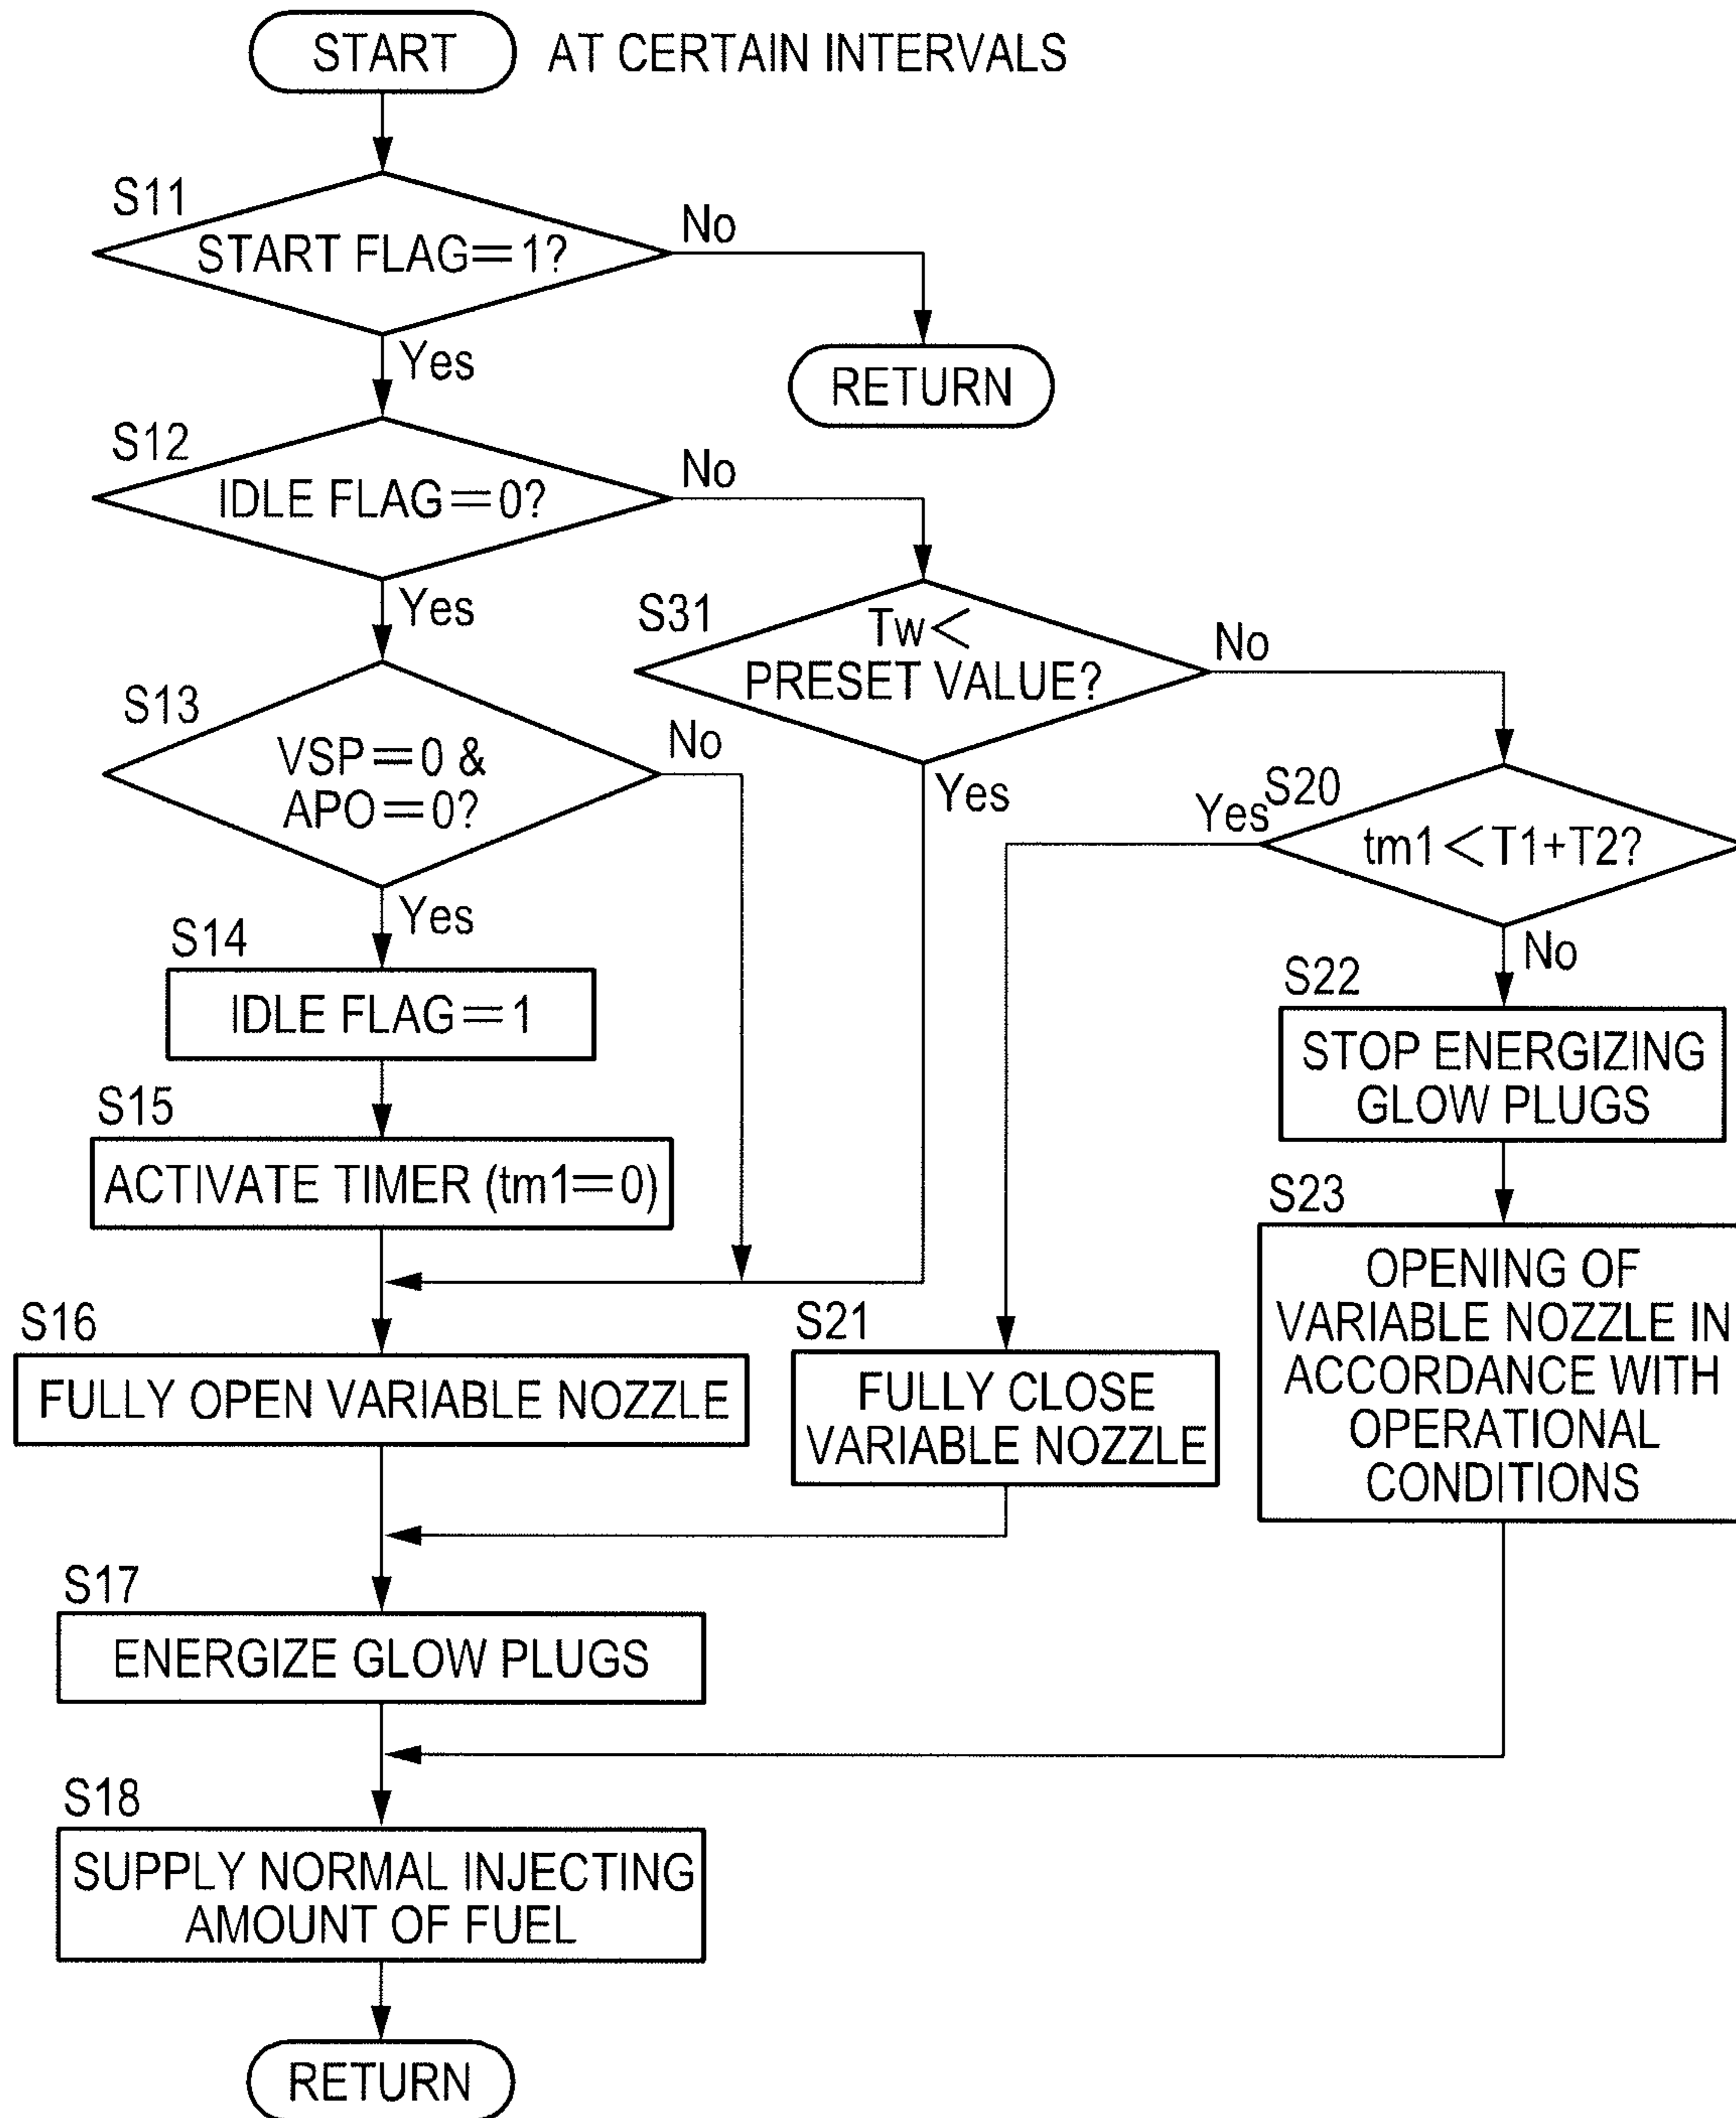 START
AT CERTAIN INTERVALS
S11
START FLAG=1?
No
Yes
RETURN
S12
IDLE FLAG=0?
No
Yes
S31
Tw<
PRESET VALUE?
No
Yes
S13
VSP=0 &
APO=0?
No
Yes
S20
tm1<T1+T2?
Yes
No
S14
IDLE FLAG=1
S22
STOP ENERGIZING
GLOW PLUGS
S15
ACTIVATE TIMER (tm1=0)
S23
OPENING OF
VARIABLE NOZZLE IN
ACCORDANCE WITH
OPERATIONAL
CONDITIONS
S16
FULLY OPEN VARIABLE NOZZLE
S21
FULLY CLOSE
VARIABLE NOZZLE
S17
ENERGIZE GLOW PLUGS
S18
SUPPLY NORMAL INJECTING
AMOUNT OF FUEL
RETURN